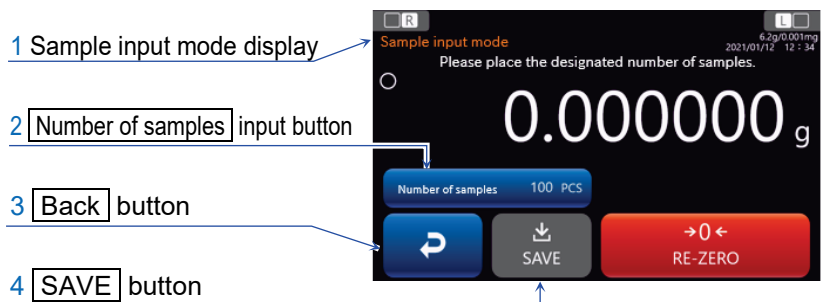 1 Sample input mode display
2 Number of samples input button
3 Back button
4 SAVE button
R
L
Sample input mode
6.2g/0.001mg
2021/01/12 12:34
Please place the designated number of samples.
0.000000 g
Number of samples 100 PCS
SAVE
→0←
RE-ZERO